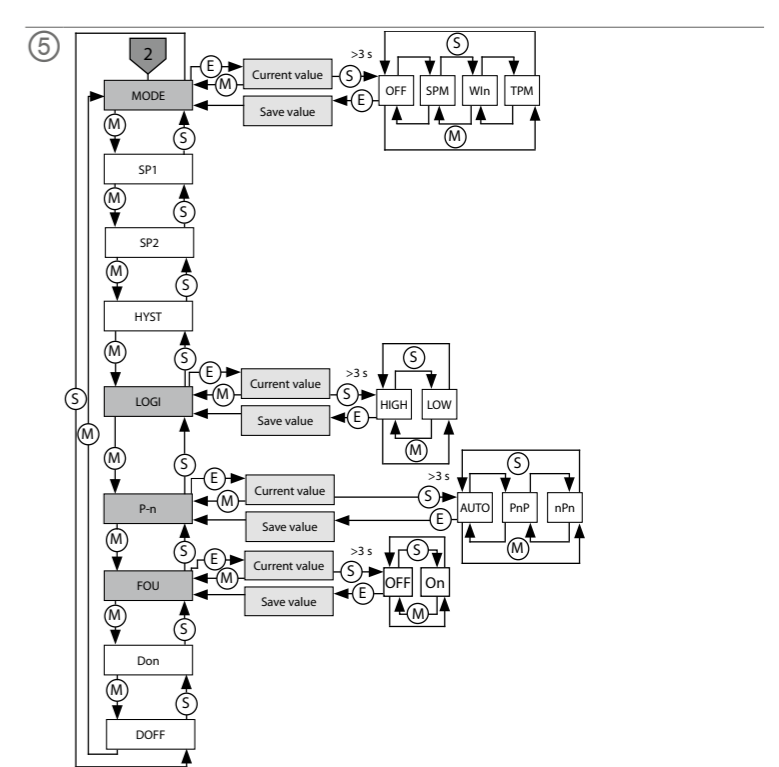 5
2
MODE
E
M
Current value
Save value
>3 s
S
E
S
OFF
SPM
WIn
TPM
M
M
S
SP1
M
S
SP2
M
S
HYST
M
S
LOGI
E
M
Current value
Save value
>3 s
S
E
S
HIGH
LOW
M
S
M
M
S
P-n
E
M
Current value
Save value
>3 s
S
E
S
AUTO
PnP
nPn
M
M
S
FOU
E
M
Current value
Save value
>3 s
S
E
S
OFF
On
M
M
S
Don
M
S
DOFF